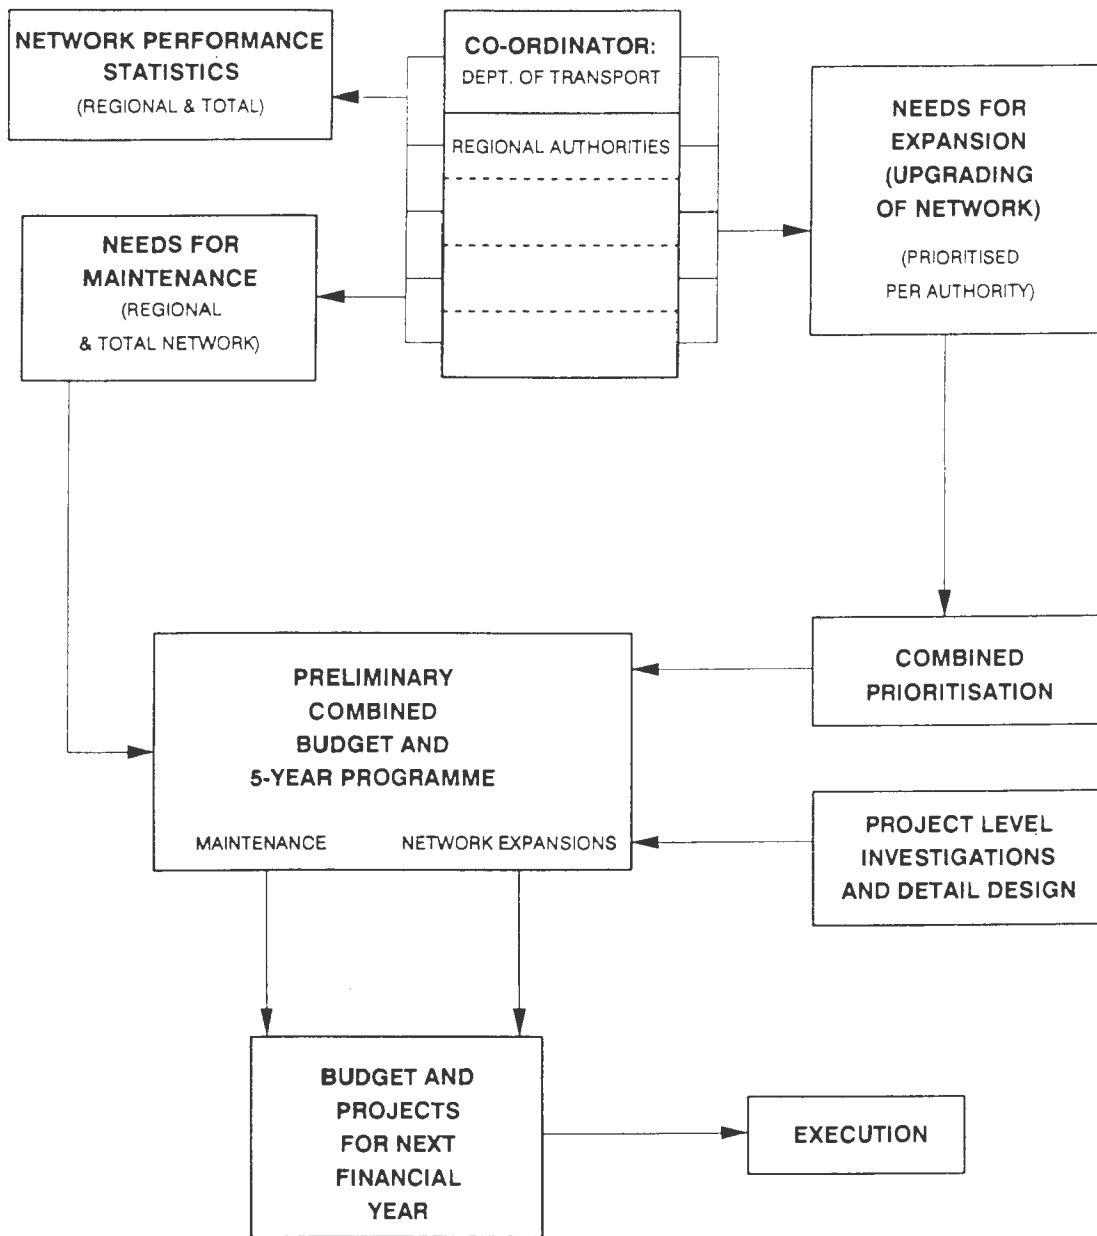 NETWORK PERFORMANCE
STATISTICS
(REGIONAL & TOTAL)
CO-ORDINATOR:
DEPT. OF TRANSPORT
REGIONAL AUTHORITIES
NEEDS FOR
EXPANSION
(UPGRADING
OF NETWORK)
(PRIORITISED
PER AUTHORITY)
NEEDS FOR
MAINTENANCE
(REGIONAL
& TOTAL NETWORK)
PRELIMINARY
COMBINED
BUDGET AND
5-YEAR PROGRAMME
MAINTENANCE
NETWORK EXPANSIONS
COMBINED
PRIORITISATION
PROJECT LEVEL
INVESTIGATIONS
AND DETAIL DESIGN
BUDGET AND
PROJECTS
FOR NEXT
FINANCIAL
YEAR
EXECUTION